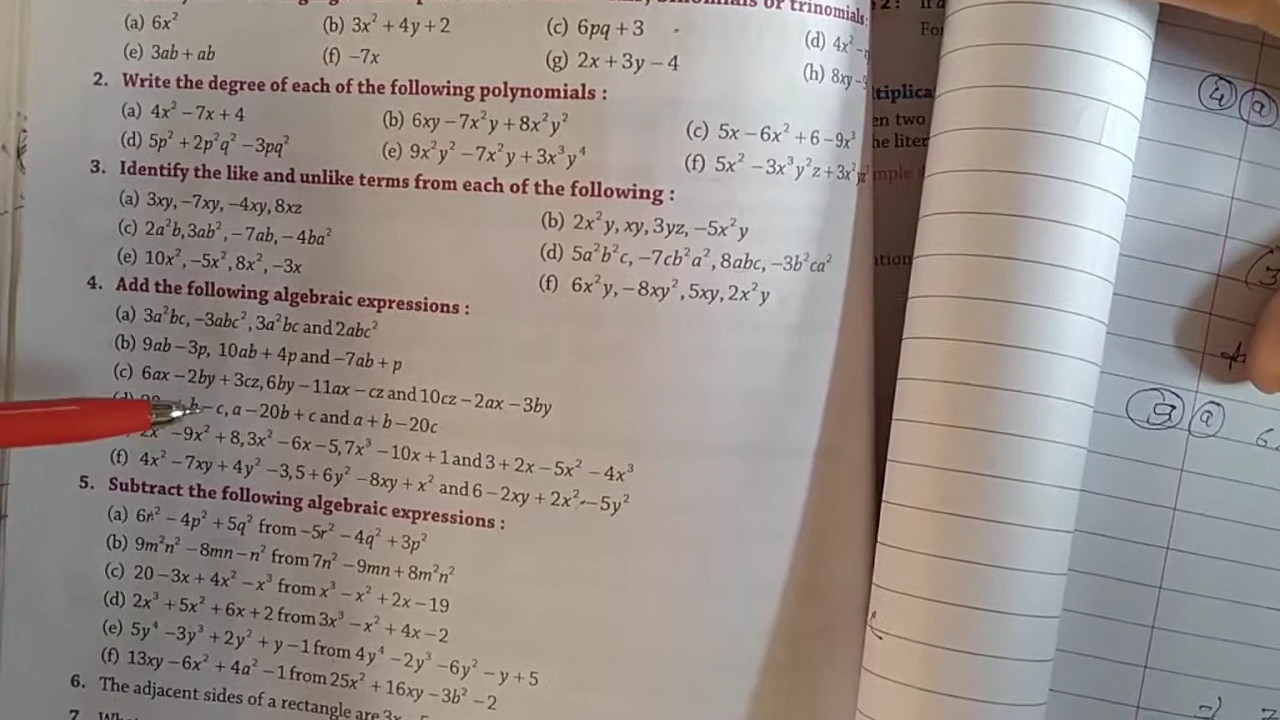 or trinomials
(a) 6x² (b) 3x² + 4y + 2 (c) 6pq + 3 (d) 4x²
(e) 3ab + ab (f) −7x (g) 2x + 3y − 4 (h) 8xy −
2. Write the degree of each of the following polynomials :
(a) 4x² − 7x + 4 (b) 6xy − 7x²y + 8x²y² (c) 5x − 6x² + 6 − 9x³
(d) 5p² + 2p²q² − 3pq² (e) 9x²y² − 7x²y + 3x³y⁴ (f) 5x² − 3x³y²z + 3x²
3. Identify the like and unlike terms from each of the following :
(a) 3xy, −7xy, −4xy, 8xz (b) 2x²y, xy, 3yz, −5x²y
(c) 2a²b, 3ab², −7ab, −4ba² (d) 5a²b²c, −7cb²a², 8abc, −3b²ca²
(e) 10x², −5x², 8x², −3x (f) 6x²y, −8xy², 5xy, 2x²y
4. Add the following algebraic expressions :
(a) 3a²bc, −3abc², 3a²bc and 2abc²
(b) 9ab − 3p, 10ab + 4p and −7ab + p
(c) 6ax − 2by + 3cz, 6by − 11ax − cz and 10cz − 2ax − 3by
b − c, a − 20b + c and a + b − 20c
− 9x² + 8, 3x² − 6x − 5, 7x³ − 10x + 1 and 3 + 2x − 5x² − 4x³
(f) 4x² − 7xy + 4y² − 3, 5 + 6y² − 8xy + x² and 6 − 2xy + 2x² − 5y²
5. Subtract the following algebraic expressions :
(a) 6r² − 4p² + 5q² from −5r² − 4q² + 3p²
(b) 9m²n² − 8mn − n² from 7n² − 9mn + 8m²n²
(c) 20 − 3x + 4x² − x³ from x³ − x² + 2x − 19
(d) 2x³ + 5x² + 6x + 2 from 3x³ − x² + 4x − 2
(e) 5y⁴ − 3y³ + 2y² + y − 1 from 4y⁴ − 2y³ − 6y² − y + 5
(f) 13xy − 6x² + 4a² − 1 from 25x² + 16xy − 3b² − 2
6. The adjacent sides of a rectangle are 3x
7.
tiplica
en two
he liter
mple
ation
4 a
9 a 6